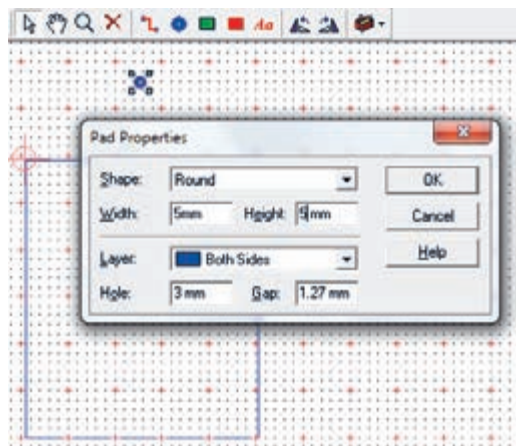 Aa
Pad Properties
Shape: Round OK
Width: 5mm Height: 5mm Cancel
Layer: Both Sides Help
Hole: 3 mm Gap: 1.27 mm